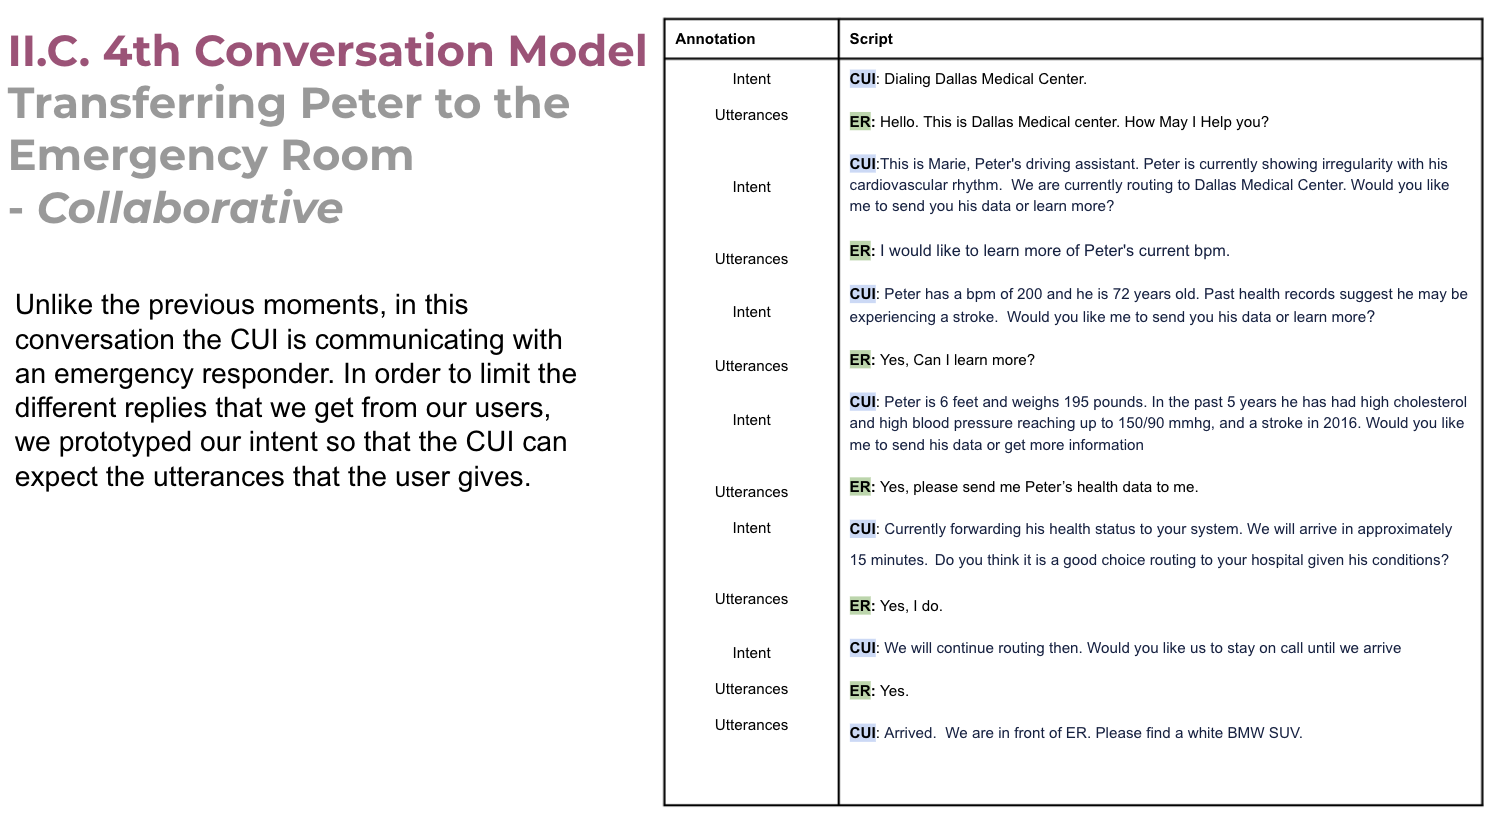 II.C. 4th Conversation Model
Transferring Peter to the
Emergency Room
- Collaborative
Unlike the previous moments, in this
conversation the CUI is communicating with
an emergency responder. In order to limit the
different replies that we get from our users,
we prototyped our intent so that the CUI can
expect the utterances that the user gives.
Annotation
Script
Intent
CUI: Dialing Dallas Medical Center.
Utterances
ER: Hello. This is Dallas Medical center. How May I Help you?
Intent
CUI:This is Marie, Peter's driving assistant. Peter is currently showing irregularity with his
cardiovascular rhythm. We are currently routing to Dallas Medical Center. Would you like
me to send you his data or learn more?
Utterances
ER: I would like to learn more of Peter's current bpm.
Intent
CUI: Peter has a bpm of 200 and he is 72 years old. Past health records suggest he may be
experiencing a stroke. Would you like me to send you his data or learn more?
Utterances
ER: Yes, Can I learn more?
Intent
CUI: Peter is 6 feet and weighs 195 pounds. In the past 5 years he has had high cholesterol
and high blood pressure reaching up to 150/90 mmhg, and a stroke in 2016. Would you like
me to send his data or get more information
Utterances
ER: Yes, please send me Peter’s health data to me.
Intent
CUI: Currently forwarding his health status to your system. We will arrive in approximately
15 minutes. Do you think it is a good choice routing to your hospital given his conditions?
Utterances
ER: Yes, I do.
Intent
CUI: We will continue routing then. Would you like us to stay on call until we arrive
Utterances
ER: Yes.
Utterances
CUI: Arrived. We are in front of ER. Please find a white BMW SUV.